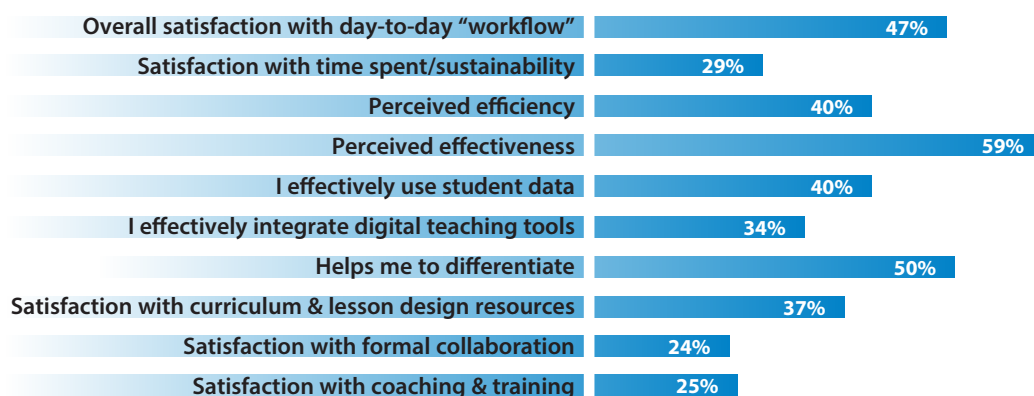 Overall satisfaction with day-to-day “workflow” 47%
Satisfaction with time spent/sustainability 29%
Perceived efficiency 40%
Perceived effectiveness 59%
I effectively use student data 40%
I effectively integrate digital teaching tools 34%
Helps me to differentiate 50%
Satisfaction with curriculum & lesson design resources 37%
Satisfaction with formal collaboration 24%
Satisfaction with coaching & training 25%